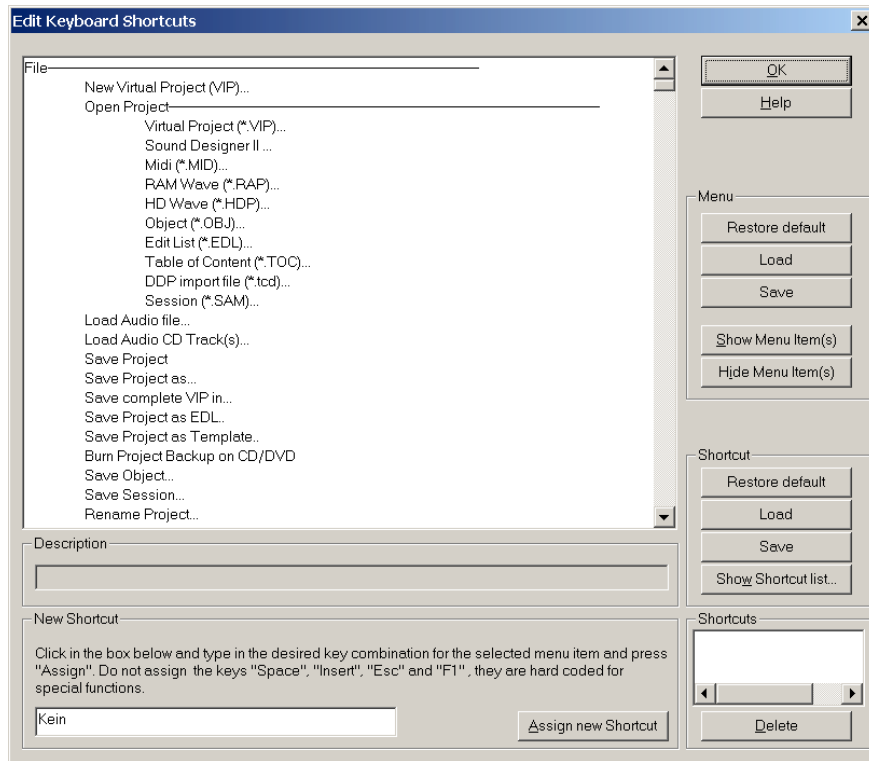 Edit Keyboard Shortcuts
File
New Virtual Project (VIP)...
Open Project
Virtual Project (*.VIP)...
Sound Designer II ...
Midi (*.MID)...
RAM Wave (*.RAP)...
HD Wave (*.HDP)...
Object (*.OBJ)...
Edit List (*.EDL)...
Table of Content (*.TOC)...
DDP import file (*.tcd)...
Session (*.SAM)...
Load Audio file...
Load Audio CD Track(s)...
Save Project
Save Project as...
Save complete VIP in...
Save Project as EDL..
Save Project as Template..
Burn Project Backup on CD/DVD
Save Object...
Save Session...
Rename Project...
OK
Help
Menu
Restore default
Load
Save
Show Menu Item(s)
Hide Menu Item(s)
Shortcut
Restore default
Load
Save
Show Shortcut list...
Description
New Shortcut
Click in the box below and type in the desired key combination for the selected menu item and press
"Assign". Do not assign the keys "Space", "Insert", "Esc" and "F1" , they are hard coded for
special functions.
Kein
Assign new Shortcut
Shortcuts
Delete